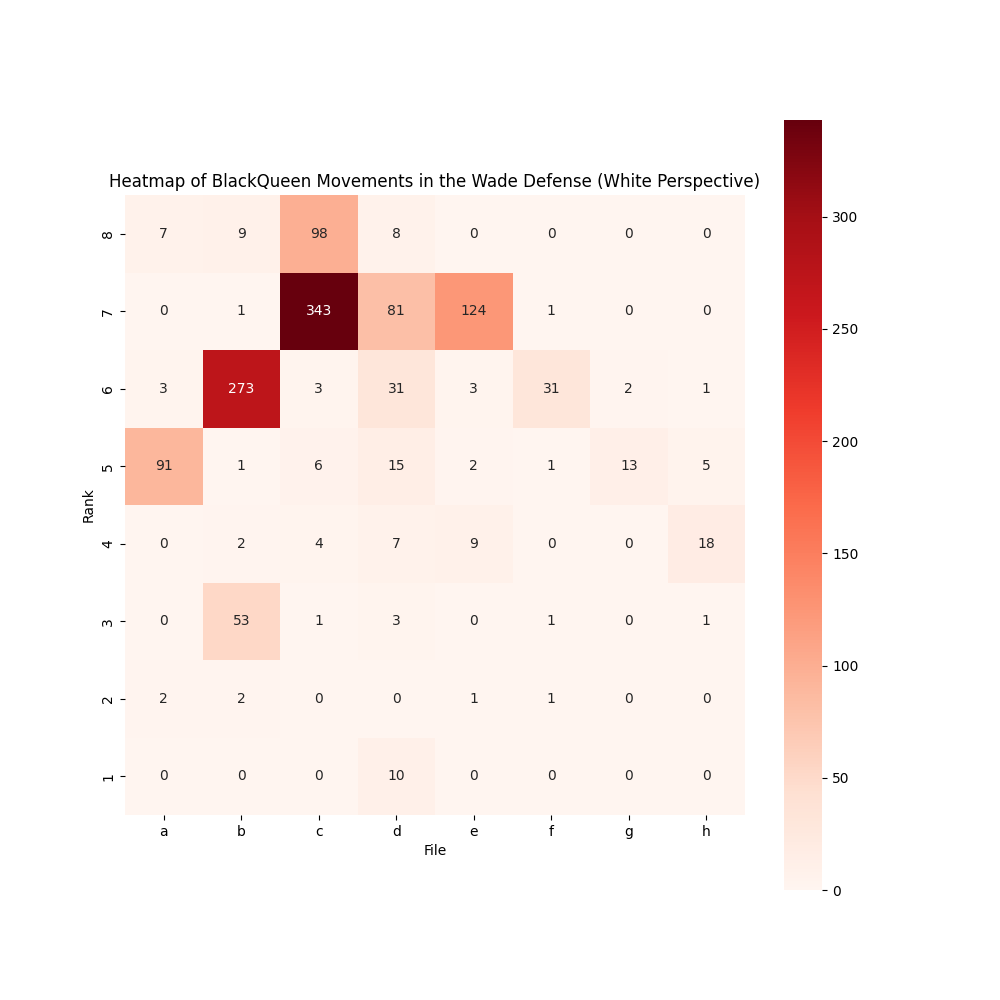 Heatmap of BlackQueen Movements in the Wade Defense (White Perspective)
8 7 9 98 8 0 0 0 0
7 0 1 343 81 124 1 0 0
6 3 273 3 31 3 31 2 1
5 91 1 6 15 2 1 13 5
Rank
4 0 2 4 7 9 0 0 18
3 0 53 1 3 0 1 0 1
2 2 2 0 0 1 1 0 0
1 0 0 0 10 0 0 0 0
a b c d e f g h
File
300
250
200
150
100
50
0